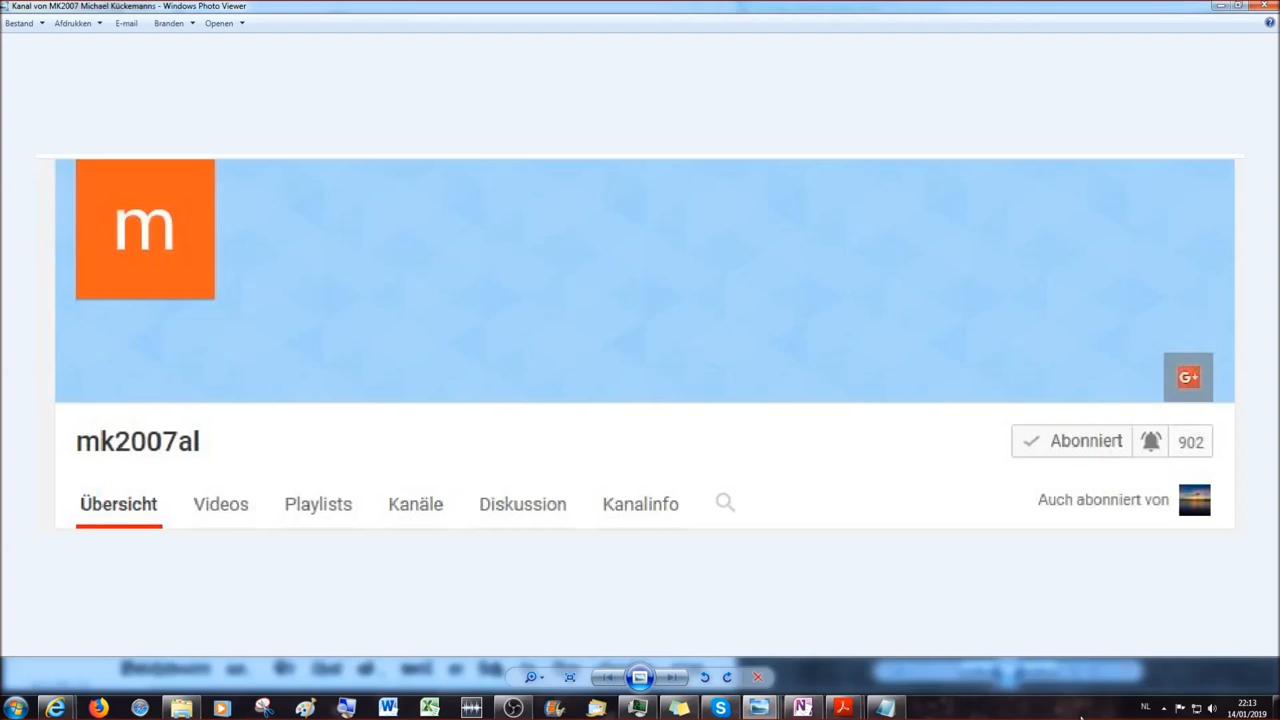 Kanal von MK2007 Michael Kückemanns - Windows Photo Viewer
Bestand Afdrukken E-mail Branden Openen
m
G+
mk2007al
Abonniert 902
Übersicht Videos Playlists Kanäle Diskussion Kanalinfo
Auch abonniert von
NL 22:13
14/01/2019